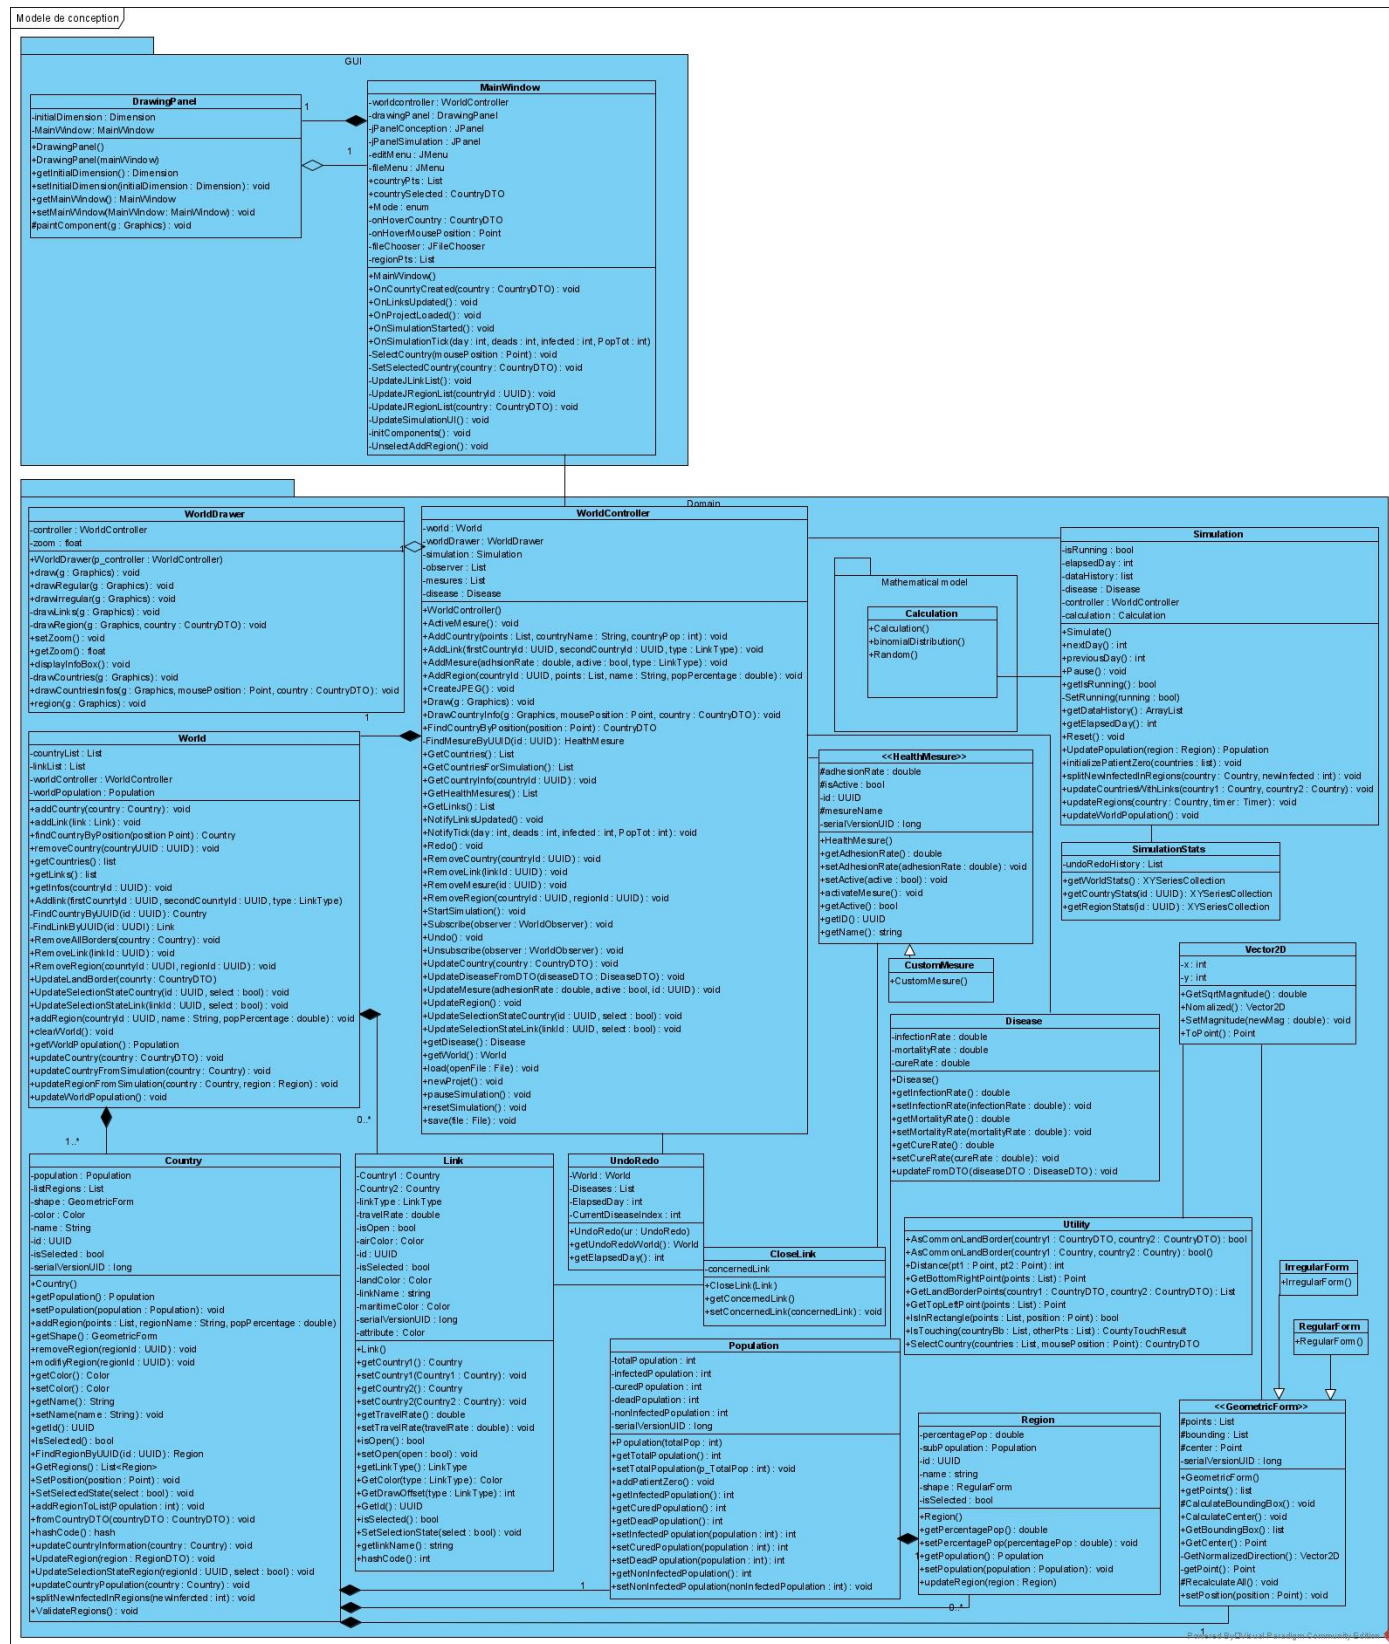 Modele de conception
GUI
DrawingPanel
-initialDimension : Dimension
-MainWindow : MainWindow
+DrawingPanel()
+DrawingPanel(mainWindow)
+getInitialDimension() : Dimension
+setInitialDimension(initialDimension : Dimension) : void
+getMainWindow() : MainWindow
+setMainWindow(MainWindow : MainWindow) : void
#paintComponent(g : Graphics) : void
1
1
MainWindow
-worldcontroller : WorldController
-drawingPanel : DrawingPanel
-jPanelConception : JPanel
-jPanelSimulation : JPanel
-editMenu : JMenu
-fileMenu : JMenu
+countryPts : List
+countrySelected : CountryDTO
+Mode : enum
-onHoverCountry : CountryDTO
-onHoverMousePosition : Point
-fileChooser : JFileChooser
-regionPts : List
+MainWindow()
+OnCounrtyCreated(country : CountryDTO) : void
+OnLinksUpdated() : void
+OnProjectLoaded() : void
+OnSimulationStarted() : void
+OnSimulationTick(day : int, deads : int, infected : int, PopTot : int)
-SelectCountry(mousePosition : Point) : void
-SetSelectedCountry(country : CountryDTO) : void
-UpdateJLinkList() : void
-UpdateJRegionList(countryId : UUID) : void
-UpdateJRegionList(country : CountryDTO) : void
-UpdateSimulationUI() : void
-initComponents() : void
-UnselectAddRegion() : void
Domain
WorldDrawer
-controller : WorldController
-zoom : float
+WorldDrawer(p_controller : WorldController)
+draw(g : Graphics) : void
+drawRegular(g : Graphics) : void
+drawIrregular(g : Graphics) : void
-drawLinks(g : Graphics) : void
-drawRegion(g : Graphics, country : CountryDTO) : void
+setZoom() : void
+getZoom() : float
+displayInfoBox() : void
-drawCountries(g : Graphics) : void
+drawCountriesInfos(g : Graphics, mousePosition : Point, country : CountryDTO) : void
+region(g : Graphics) : void
1
1
WorldController
-world : World
-worldDrawer : WorldDrawer
-simulation : Simulation
-observer : List
-mesures : List
-disease : Disease
+WorldController()
+ActiveMesure() : void
+AddCountry(points : List, countryName : String, countryPop : int) : void
+AddLink(firstCountryId : UUID, secondCountryId : UUID, type : LinkType) : void
+AddMesure(adhsionRate : double, active : bool, type : LinkType) : void
+AddRegion(countryId : UUID, points : List, name : String, popPercentage : double) : void
+CreateJPEG() : void
+Draw(g : Graphics) : void
+DrawCountryInfo(g : Graphics, mousePosition : Point, country : CountryDTO) : void
+FindCountryByPosition(position : Point) : CountryDTO
-FindMesureByUUID(id : UUID) : HealthMesure
+GetCountries() : List
+GetCountriesForSimulation() : List
+GetCountryInfo(countryId : UUID) : void
+GetHealthMesures() : List
+GetLinks() : List
+NotifyLinksUpdated() : void
+NotifyTick(day : int, deads : int, infected : int, PopTot : int) : void
+Redo() : void
+RemoveCountry(countryId : UUID) : void
+RemoveLink(linkId : UUID) : void
+RemoveMesure(id : UUID) : void
+RemoveRegion(countryId : UUID, regionId : UUID) : void
+StartSimulation() : void
+Subscribe(observer : WorldObserver) : void
+Undo() : void
+Unsubscribe(observer : WorldObserver) : void
+UpdateCountry(country : CountryDTO) : void
+UpdateDiseaseFromDTO(diseaseDTO : DiseaseDTO) : void
+UpdateMesure(adhesionRate : double, active : bool, id : UUID) : void
+UpdateRegion() : void
+UpdateSelectionStateCountry(id : UUID, select : bool) : void
+UpdateSelectionStateLink(linkId : UUID, select : bool) : void
+getDisease() : Disease
+getWorld() : World
+load(openFile : File) : void
+newProjet() : void
+pauseSimulation() : void
+resetSimulation() : void
+save(file : File) : void
Mathematical model
Calculation
+Calculation()
+binomialDistribution()
+Random()
Simulation
-isRunning : bool
-elapsedDay : int
-dataHistory : list
-disease : Disease
-controller : WorldController
-calculation : Calculation
+Simulate()
+nextDay() : int
+previousDay() : int
+Pause() : void
+getIsRunning() : bool
-SetRunning(running : bool)
+getDataHistory() : ArrayList
+getElapsedDay() : int
+Reset() : void
+UpdatePopulation(region : Region) : Population
+initializePatientZero(countries : list) : void
+splitNewInfectedInRegions(country : Country, newInfected : int) : void
+updateCountriesWithLinks(country1 : Country, country2 : Country) : void
+updateRegions(country : Country, timer : Timer) : void
+updateWorldPopulation() : void
SimulationStats
-undoRedoHistory : List
+getWorldStats() : XYSeriesCollection
+getCountryStats(id : UUID) : XYSeriesCollection
+getRegionStats(id : UUID) : XYSeriesCollection
<<HealthMesure>>
#adhesionRate : double
#isActive : bool
-id : UUID
#mesureName
-serialVersionUID : long
+HealthMesure()
+getAdhesionRate() : double
+setAdhesionRate(adhesionRate : double) : void
+setActive(active : bool) : void
+activateMesure() : void
+getActive() : bool
+getID() : UUID
+getName() : string
CustomMesure
+CustomMesure()
World
-countryList : List
-linkList : List
-worldController : WorldController
-worldPopulation : Population
+addCountry(country : Country) : void
+addLink(link : Link) : void
+findCountryByPosition(position Point) : Country
+removeCountry(countryUUID : UUID) : void
+getCountries() : list
+getLinks() : list
+getInfos(countryId : UUID) : void
+Addlink(firstCourtyId : UUID, secondCounrtyId : UUID, type : LinkType)
-FindCountryByUUID(id : UUID) : Country
-FindLinkByUUID(id : UUDI) : Link
+RemoveAllBorders(country : Country) : void
+RemoveLink(linkId : UUID) : void
+RemoveRegion(counrtyId : UUDI, regionId : UUID) : void
+UpdateLandBorder(counrty : CountryDTO)
+UpdateSelectionStateCountry(id : UUID, select : bool) : void
+UpdateSelectionStateLink(linkId : UUID, select : bool) : void
+addRegion(countryId : UUID, name : String, popPercentage : double) : void
+clearWorld() : void
+getWorldPopulation() : Population
+updateCountry(country : CountryDTO) : void
+updateCountryFromSimulation(country : Country) : void
+updateRegionFromSimulation(country : Country, region : Region) : void
+updateWorldPopulation() : void
1..*
0..*
Disease
-infectionRate : double
-mortalityRate : double
-cureRate : double
+Disease()
+getInfectionRate() : double
+setInfectionRate(infectionRate : double) : void
+getMortalityRate() : double
+setMortalityRate(mortalityRate : double) : void
+getCureRate() : double
+setCureRate(cureRate : double) : void
+updateFromDTO(diseaseDTO : DiseaseDTO) : void
Vector2D
-x : int
-y : int
+GetSqrtMagnitude() : double
+Nomalized() : Vector2D
+SetMagnitude(newMag : double) : void
+ToPoint() : Point
Country
-population : Population
-listRegions : List
-shape : GeometricForm
-color : Color
-name : String
-id : UUID
-isSelected : bool
-serialVersionUID : long
+Country()
+getPopulation() : Population
+setPopulation(population : Population) : void
+addRegion(points : List, regionName : String, popPercentage : double)
+getShape() : GeometricForm
+removeRegion(regionId : UUID) : void
+modifiyRegion(regionId : UUID) : void
+getColor() : Color
+setColor() : Color
+getName() : String
+setName(name : String) : void
+getId() : UUID
+IsSelected() : bool
+FindRegionByUUID(id : UUID) : Region
+GetRegions() : List<Region>
+SetPosition(position : Point) : void
+SetSelectedState(select : bool) : void
+addRegionToList(Population : int) : void
+fromCountryDTO(countryDTO : CountryDTO) : void
+hashCode() : hash
+updateCountryInformation(country : Country) : void
+UpdateRegion(region : RegionDTO) : void
+UpdateSelectionStateRegion(regionId : UUID, select : bool) : void
+updateCountryPopulation(country : Country) : void
+splitNewInfectedInRegions(newInfercted : int) : void
+ValidateRegions() : void
Link
-Country1 : Country
-Country2 : Country
-linkType : LinkType
-travelRate : double
-isOpen : bool
-airColor : Color
-id : UUID
-isSelected : bool
-landColor : Color
-linkName : string
-maritimeColor : Color
-serialVersionUID : long
-attribute : Color
+Link()
+getCountry1() : Country
+setCountry1(Country1 : Country) : void
+getCountry2() : Country
+setCountry2(Country2 : Country) : void
+getTravelRate() : double
+setTravelRate(travelRate : double) : void
+isOpen() : bool
+setOpen(open : bool) : void
+getLinkType() : LinkType
+GetColor(type : LinkType) : Color
+GetDrawOffset(type : LinkType) : int
+GetId() : UUID
+isSelected() : bool
+SetSelectionState(select : bool) : void
+getlinkName() : string
+hashCode() : int
UndoRedo
-World : World
-Diseases : List
-ElapsedDay : int
-CurrentDiseaseIndex : int
+UndoRedo(ur : UndoRedo)
+getUndoRedoWorld() : World
+getElapsedDay() : int
CloseLink
-concernedLink
+CloseLink(Link)
+getConcernedLink()
+setConcernedLink(concernedLink) : void
Utility
+AsCommonLandBorder(country1 : CountryDTO, country2 : CountryDTO) : bool
+AsCommonLandBorder(country1 : Country, country2 : Country) : bool()
+Distance(pt1 : Point, pt2 : Point) : int
+GetBottomRightPoint(points : List) : Point
+GetLandBorderPoints(country1 : CountryDTO, country2 : CountryDTO) : List
+GetTopLeftPoint(points : List) : Point
+IsInRectangle(points : List, position : Point) : bool
+IsTouching(countryBb : List, otherPts : List) : CountyTouchResult
+SelectCountry(countries : List, mousePosition : Point) : CountryDTO
IrregularForm
+IrregularForm()
RegularForm
+RegularForm()
Population
-totalPopulation : int
-infectedPopulation : int
-curedPopulation : int
-deadPopulation : int
-nonInfectedPopulation : int
-serialVersionUID : long
+Population(totalPop : int)
+getTotalPopulation() : int
+setTotalPopulation(p_TotalPop : int) : void
+addPatientZero() : void
+getInfectedPopulation() : int
+getCuredPopulation() : int
+getDeadPopulation() : int
+setInfectedPopulation(population : int) : int
+setCuredPopulation(population : int) : int
+setDeadPopulation(population : int) : int
+getNonInfectedPopulation() : int
+setNonInfectedPopulation(nonInfectedPopulation : int) : void
1
Region
-percentagePop : double
-subPopulation : Population
-id : UUID
-name : string
-shape : RegularForm
-isSelected : bool
+Region()
+getPercentagePop() : double
+setPercentagePop(percentagePop : double) : void
+getPopulation() : Population
+setPopulation(population : Population) : void
+updateRegion(region : Region)
1
0..*
<<GeometricForm>>
#points : List
#bounding : List
#center : Point
-serialVersionUID : long
+GeometricForm()
+getPoints() : list
#CalculateBoundingBox() : void
+CalculateCenter() : void
+GetBoundingBox() : list
+GetCenter() : Point
-GetNormalizedDirection() : Vector2D
-getPoint() : Point
#RecalculateAll() : void
+setPosition(position : Point) : void
1
Powered By Visual Paradigm Community Edition